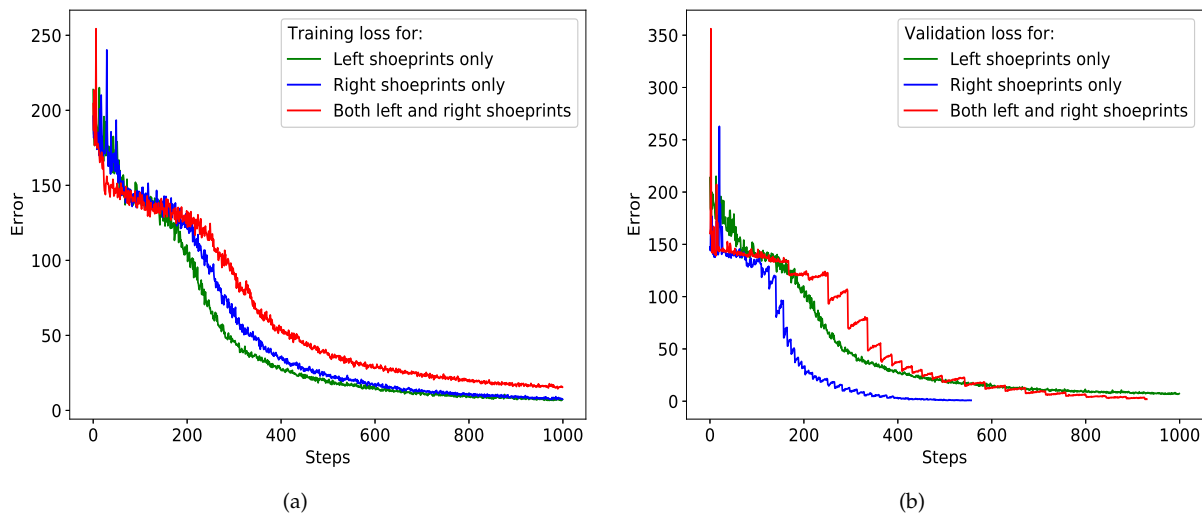 Training loss for:
Left shoeprints only
Right shoeprints only
Both left and right shoeprints
Error
250
200
150
100
50
0
0 200 400 600 800 1000
Steps
(a)
Validation loss for:
Left shoeprints only
Right shoeprints only
Both left and right shoeprints
Error
350
300
250
200
150
100
50
0
0 200 400 600 800 1000
Steps
(b)